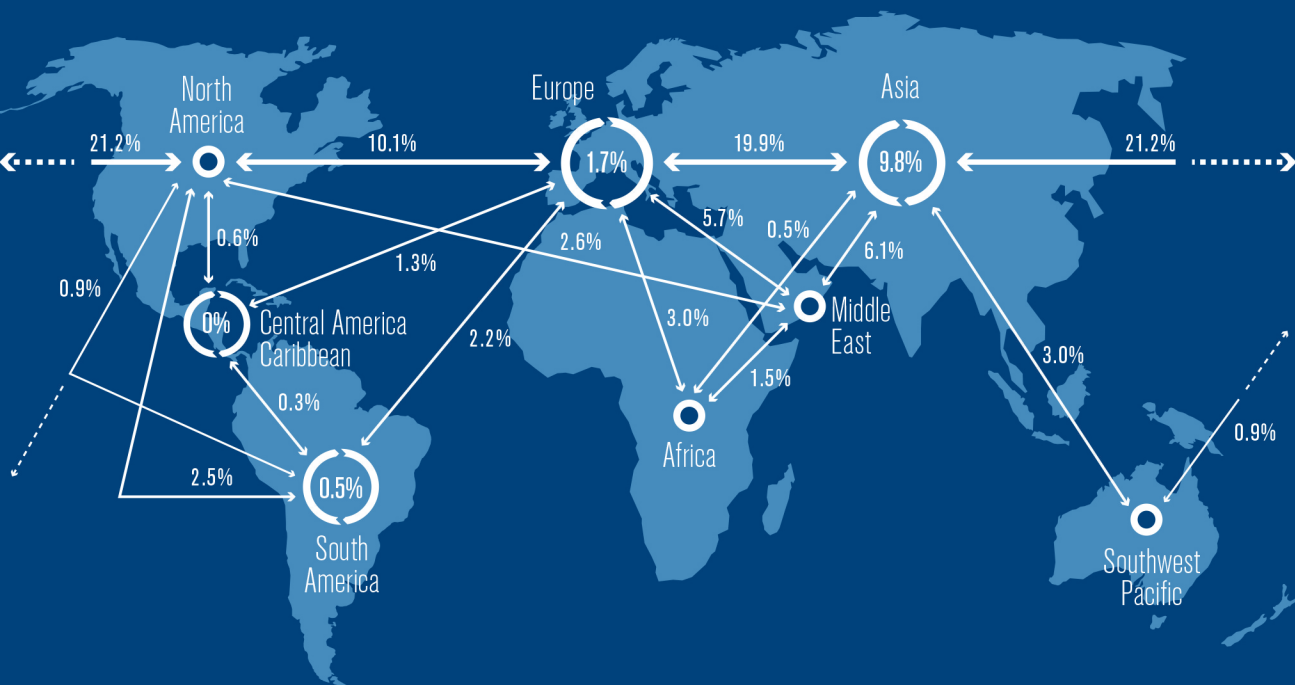 North
America
Europe
Asia
21.2%
10.1%
1.7%
19.9%
9.8%
21.2%
0.6%
1.3%
2.6%
5.7%
0.5%
6.1%
0.9%
0%
Central America
Caribbean
2.2%
3.0%
Middle
East
1.5%
3.0%
0.3%
Africa
0.9%
2.5%
0.5%
South
America
Southwest
Pacific